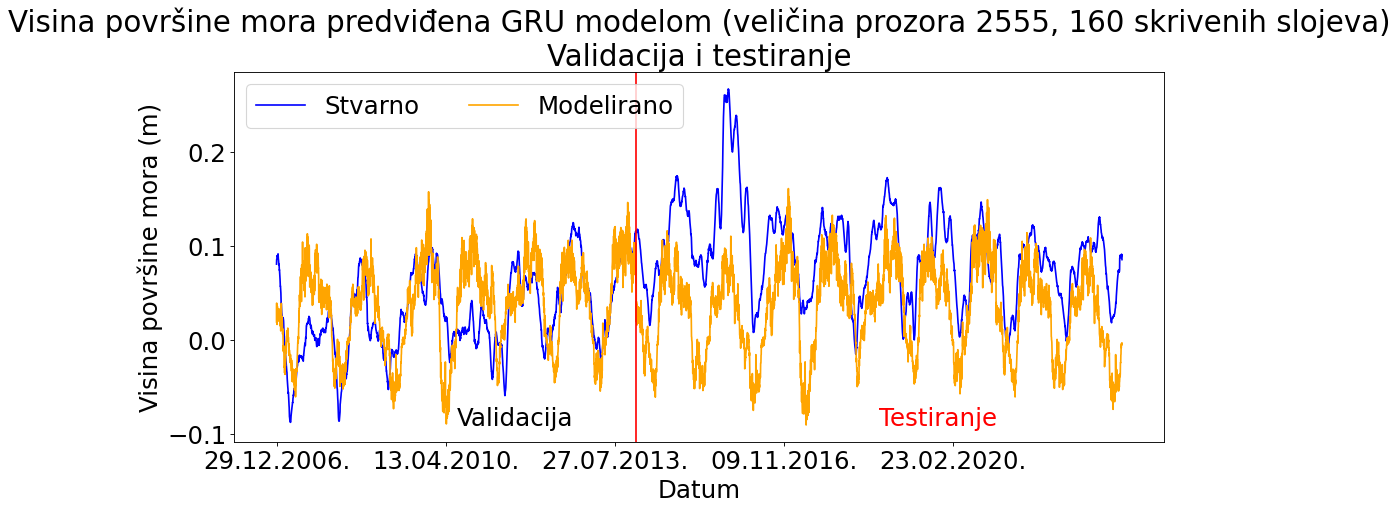 Visina površine mora predviđena GRU modelom (veličina prozora 2555, 160 skrivenih slojeva)
Validacija i testiranje
Stvarno
Modelirano
Visina površine mora (m)
0.2
0.1
0.0
−0.1
Validacija
Testiranje
29.12.2006.
13.04.2010.
27.07.2013.
09.11.2016.
23.02.2020.
Datum